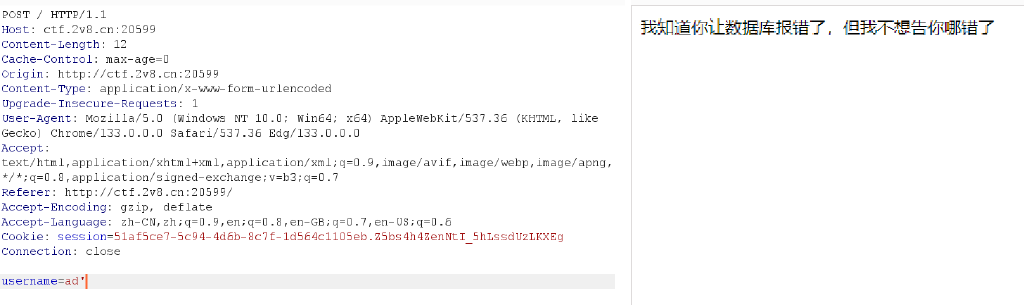 POST / HTTP/1.1
Host: ctf.2v8.cn:20599
Content-Length: 12
Cache-Control: max-age=0
Origin: http://ctf.2v8.cn:20599
Content-Type: application/x-www-form-urlencoded
Upgrade-Insecure-Requests: 1
User-Agent: Mozilla/5.0 (Windows NT 10.0; Win64; x64) AppleWebKit/537.36 (KHTML, like
Gecko) Chrome/133.0.0.0 Safari/537.36 Edg/133.0.0.0
Accept:
text/html,application/xhtml+xml,application/xml;q=0.9,image/avif,image/webp,image/apng,
*/*;q=0.8,application/signed-exchange;v=b3;q=0.7
Referer: http://ctf.2v8.cn:20599/
Accept-Encoding: gzip, deflate
Accept-Language: zh-CN,zh;q=0.9,en;q=0.8,en-GB;q=0.7,en-US;q=0.6
Cookie: session=51af5ce7-5c94-4d6b-8c7f-1d564c1105eb.Z5bs4h4ZenNtI_5hLssdUzLKXEg
Connection: close
username=ad'
我知道你让数据库报错了，但我不想告你哪错了